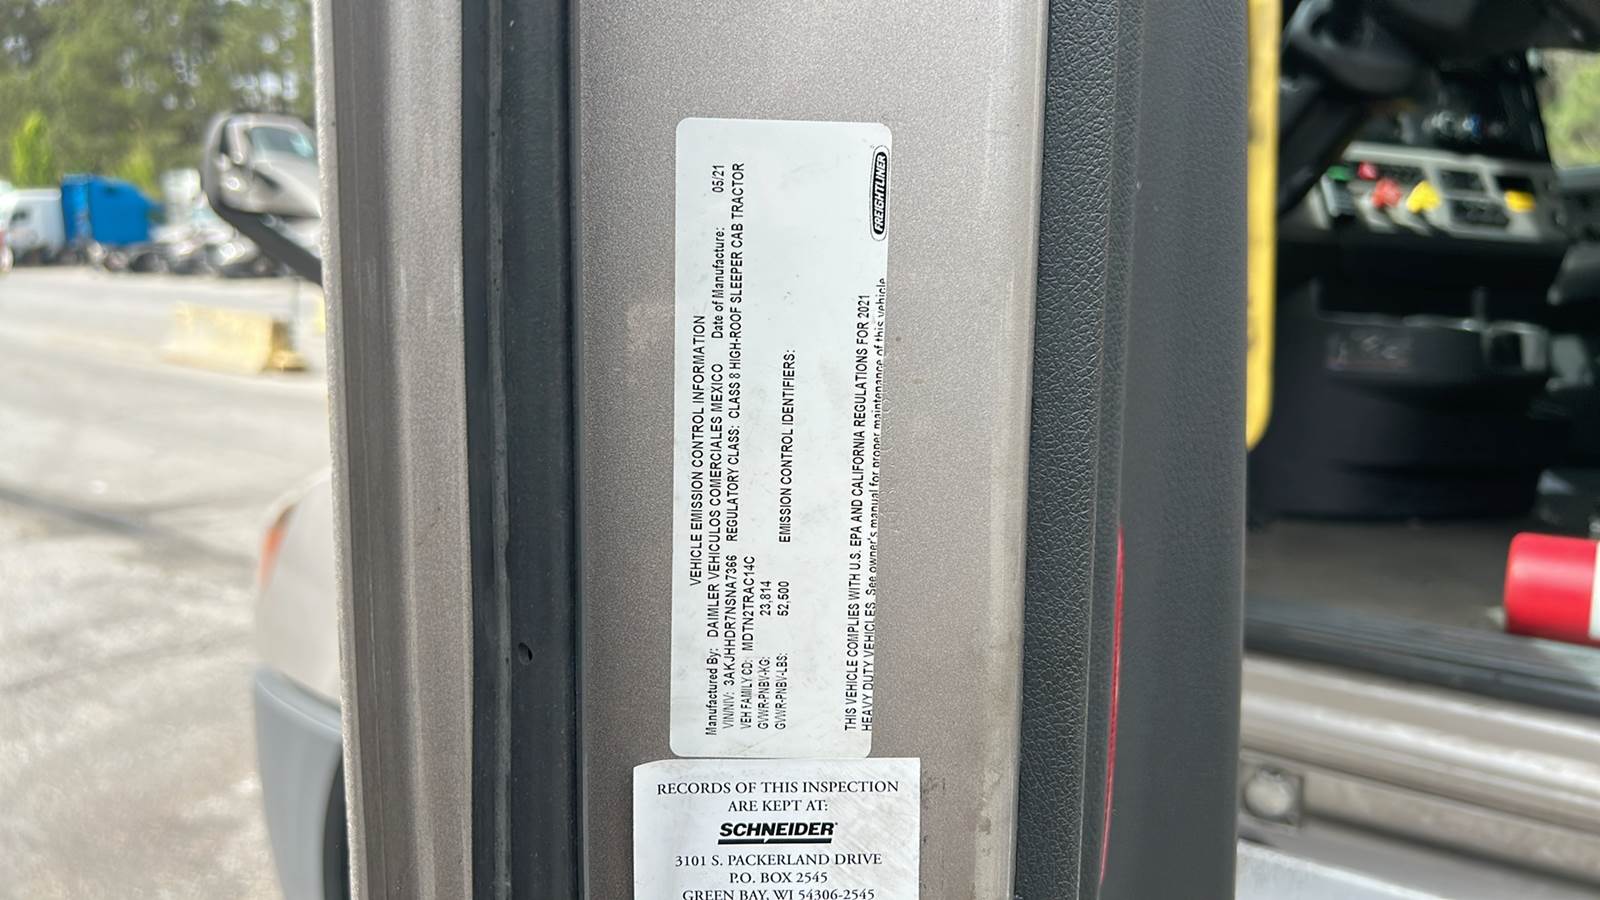 VEHICLE EMISSION CONTROL INFORMATION
Manufactured By: DAIMLER VEHICULOS COMERCIALES MEXICO Date of Manufacture: 05/21
VIN/NIV: 3AKJHHDR7NSNA7366 REGULATORY CLASS: CLASS 8 HIGH-ROOF SLEEPER CAB TRACTOR
VEH FAMILY CD: MDTN2TRAC14C
GVWR-PNBV-KG: 23,814
GVWR-PNBV-LBS: 52,500 EMISSION CONTROL IDENTIFIERS:
THIS VEHICLE COMPLIES WITH U.S. EPA AND CALIFORNIA REGULATIONS FOR 2021
HEAVY DUTY VEHICLES. See owner's manual for proper maintenance of this vehicle
FREIGHTLINER
RECORDS OF THIS INSPECTION
ARE KEPT AT:
SCHNEIDER
3101 S. PACKERLAND DRIVE
P.O. BOX 2545
GREEN BAY, WI 54306-2545